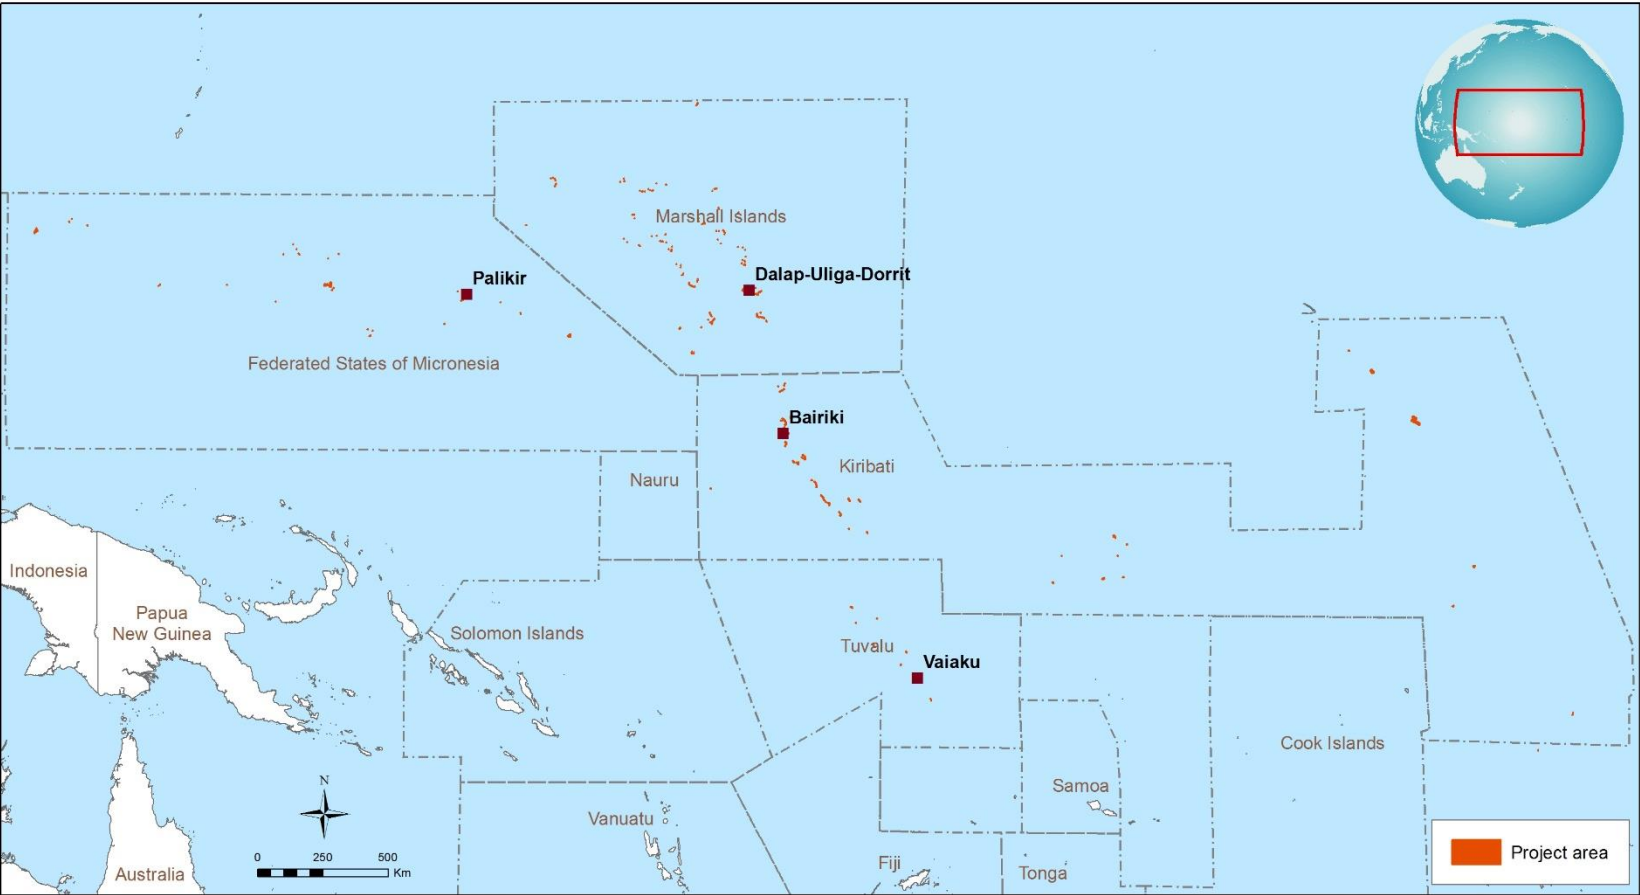 Marshall Islands
Palikir
Dalap-Uliga-Dorrit
Federated States of Micronesia
Bairiki
Kiribati
Nauru
Indonesia
Papua
New Guinea
Solomon Islands
Tuvalu
Vaiaku
Cook Islands
Samoa
N
Vanuatu
0 250 500
Km
Australia
Fiji
Tonga
Project area